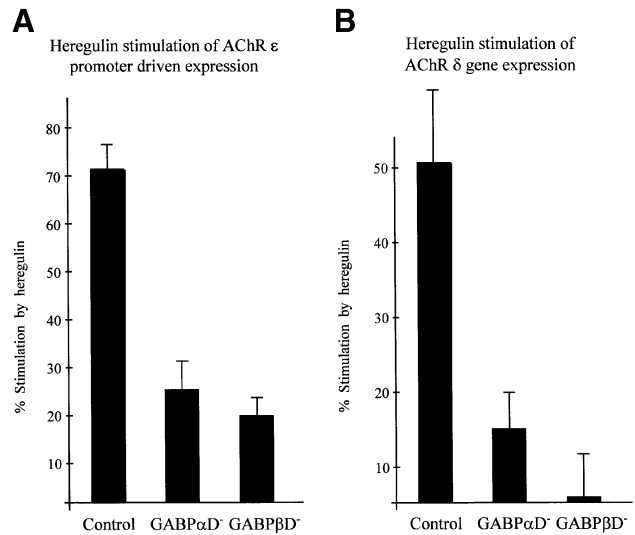 A
Heregulin stimulation of AChR ε
promoter driven expression
% Stimulation by heregulin
80
70
60
50
40
30
20
10
Control GABPαD⁻ GABPβD⁻
B
Heregulin stimulation of
AChR δ gene expression
% Stimulation by heregulin
50
40
30
20
10
Control GABPαD⁻ GABPβD⁻